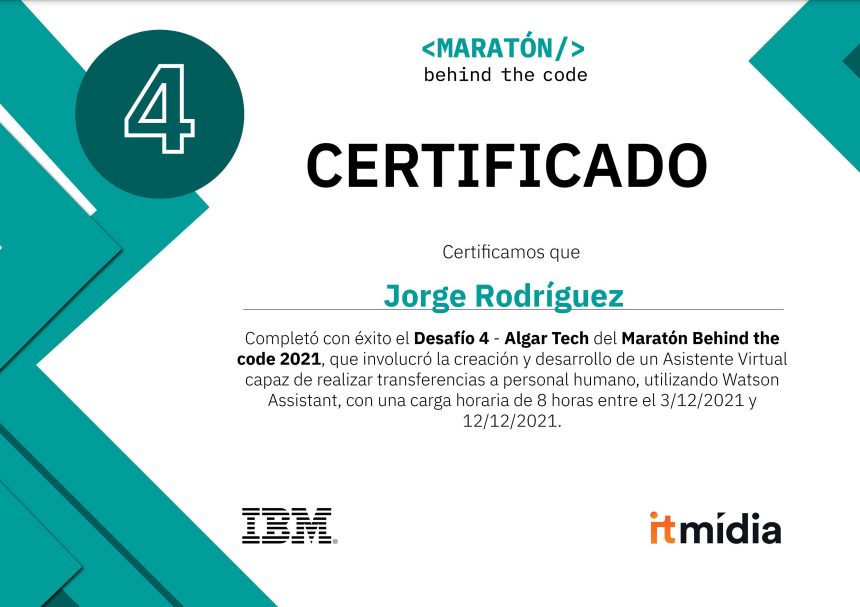 4
<MARATÓN/>
behind the code
CERTIFICADO
Certificamos que
Jorge Rodríguez
Completó con éxito el Desafío 4 - Algar Tech del Maratón Behind the
code 2021, que involucró la creación y desarrollo de un Asistente Virtual
capaz de realizar transferencias a personal humano, utilizando Watson
Assistant, con una carga horaria de 8 horas entre el 3/12/2021 y
12/12/2021.
IBM®
itmídia